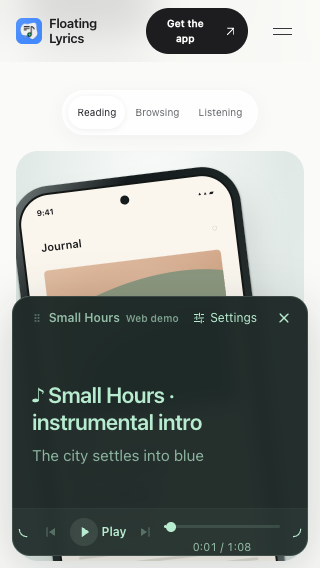 Floating
Lyrics
Get the
app
Reading
Browsing
Listening
9:41
Journal
Small Hours Web demo
Settings
♪ Small Hours ·
instrumental intro
The city settles into blue
Play
0:01 / 1:08